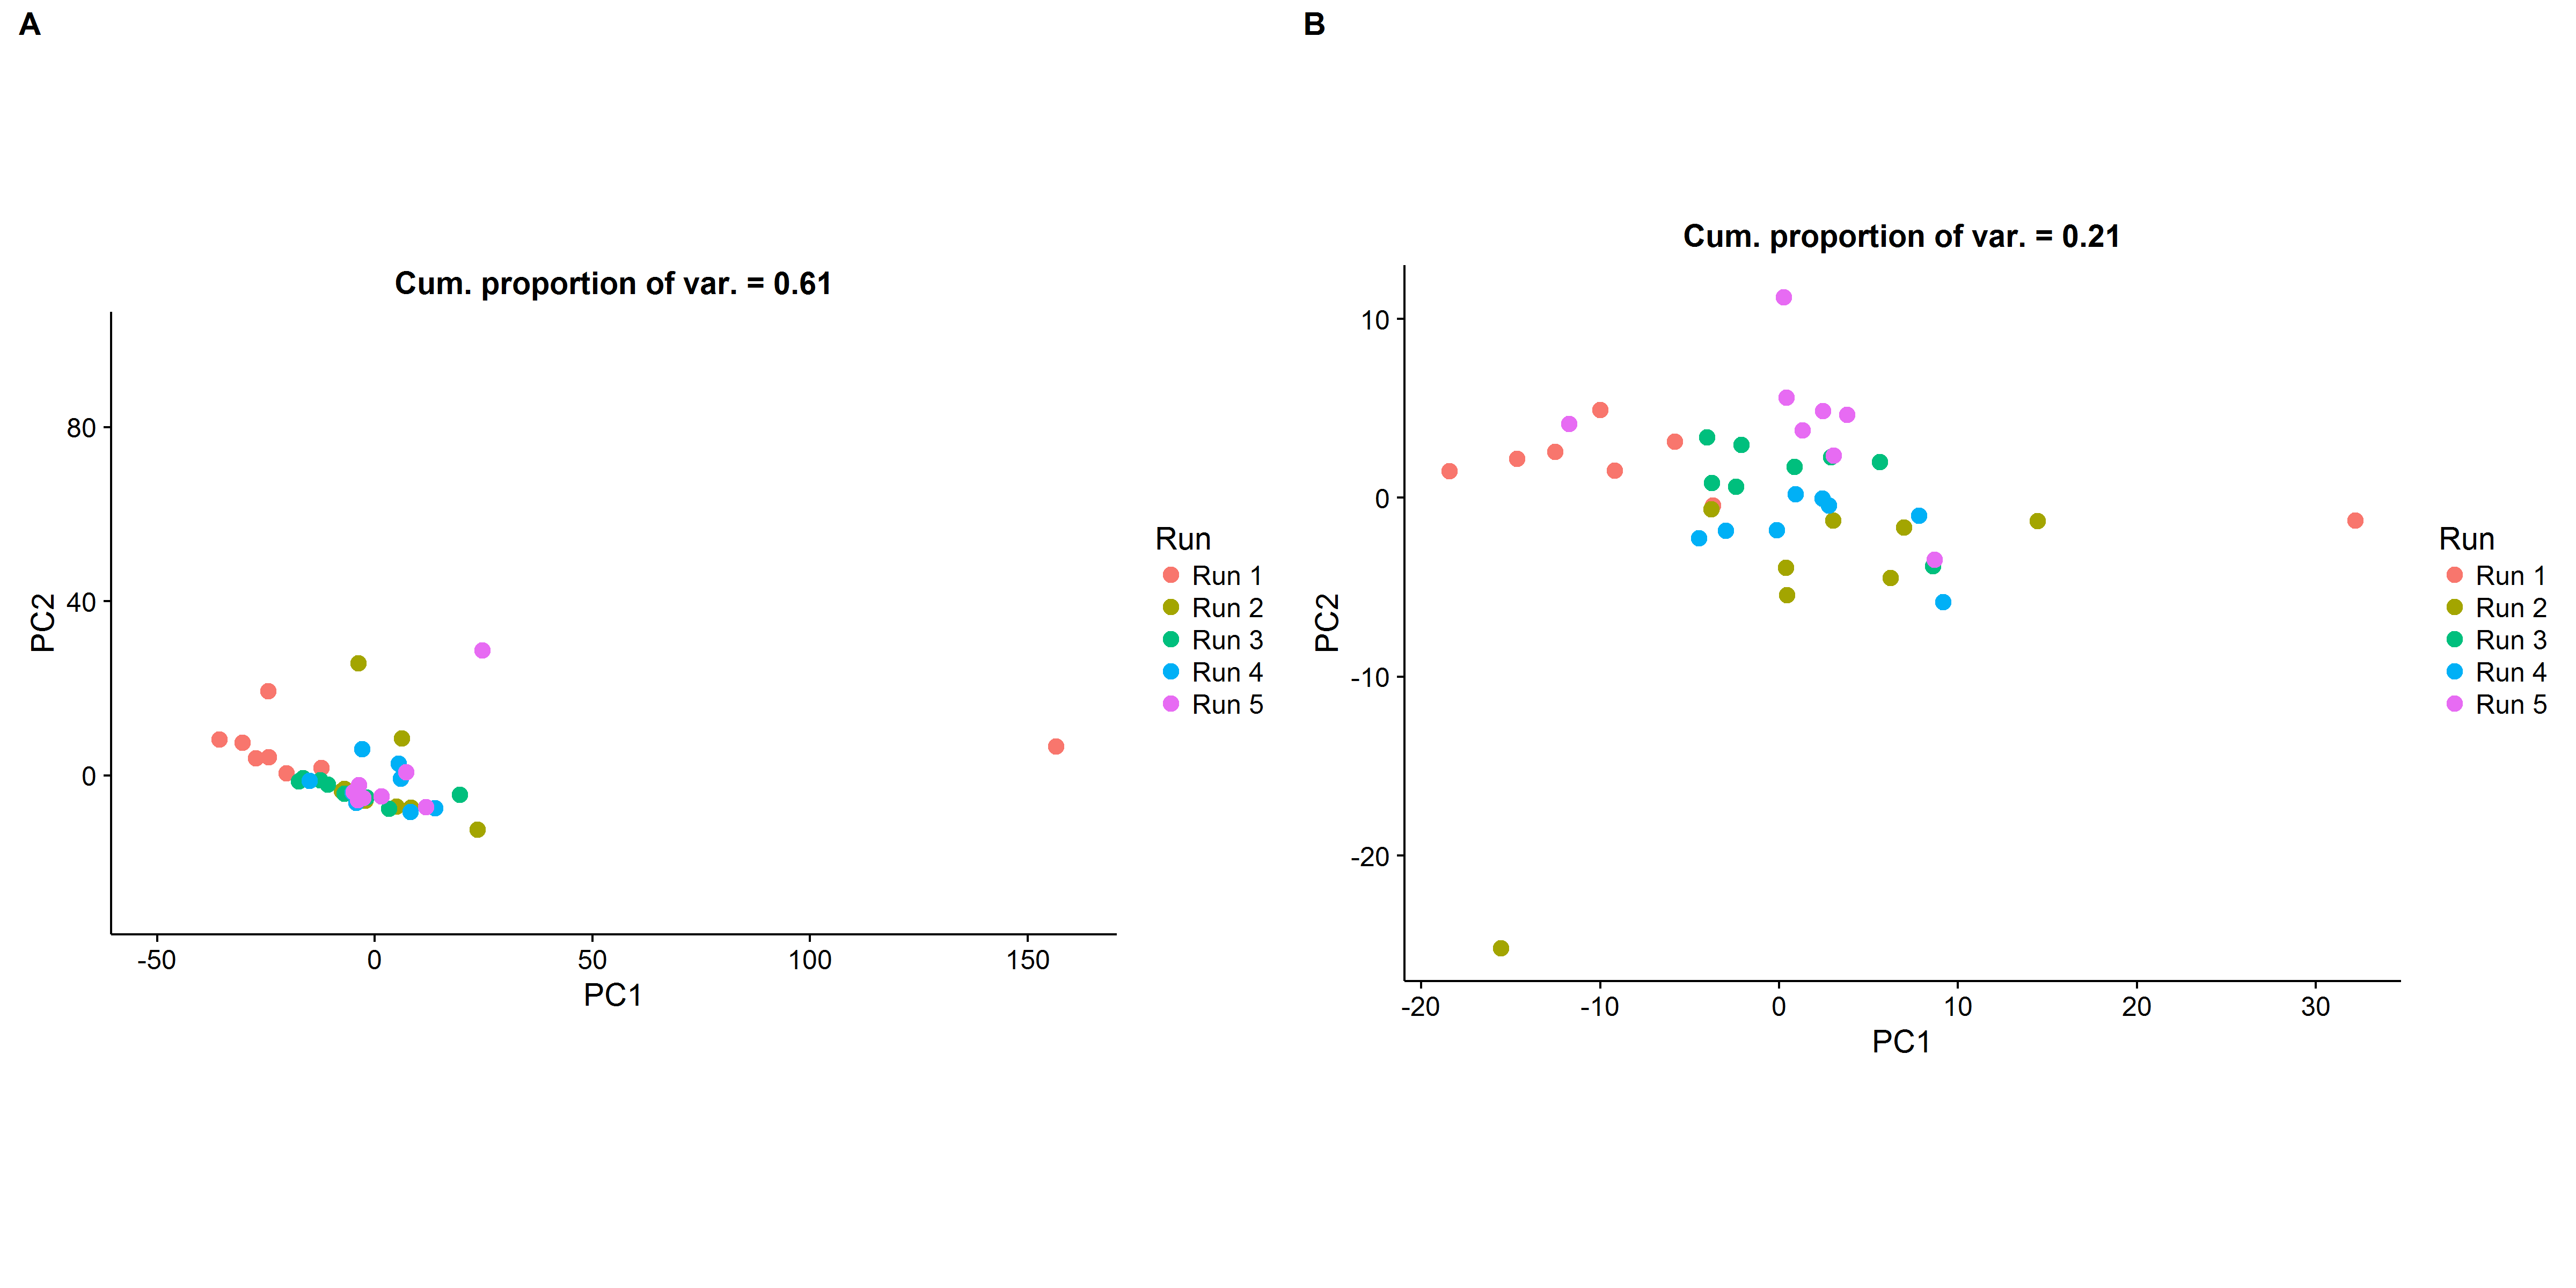 A
Cum. proportion of var. = 0.61
80
40
0
PC2
-50 0 50 100 150
PC1
Run
Run 1
Run 2
Run 3
Run 4
Run 5
B
Cum. proportion of var. = 0.21
10
0
-10
-20
PC2
-20 -10 0 10 20 30
PC1
Run
Run 1
Run 2
Run 3
Run 4
Run 5